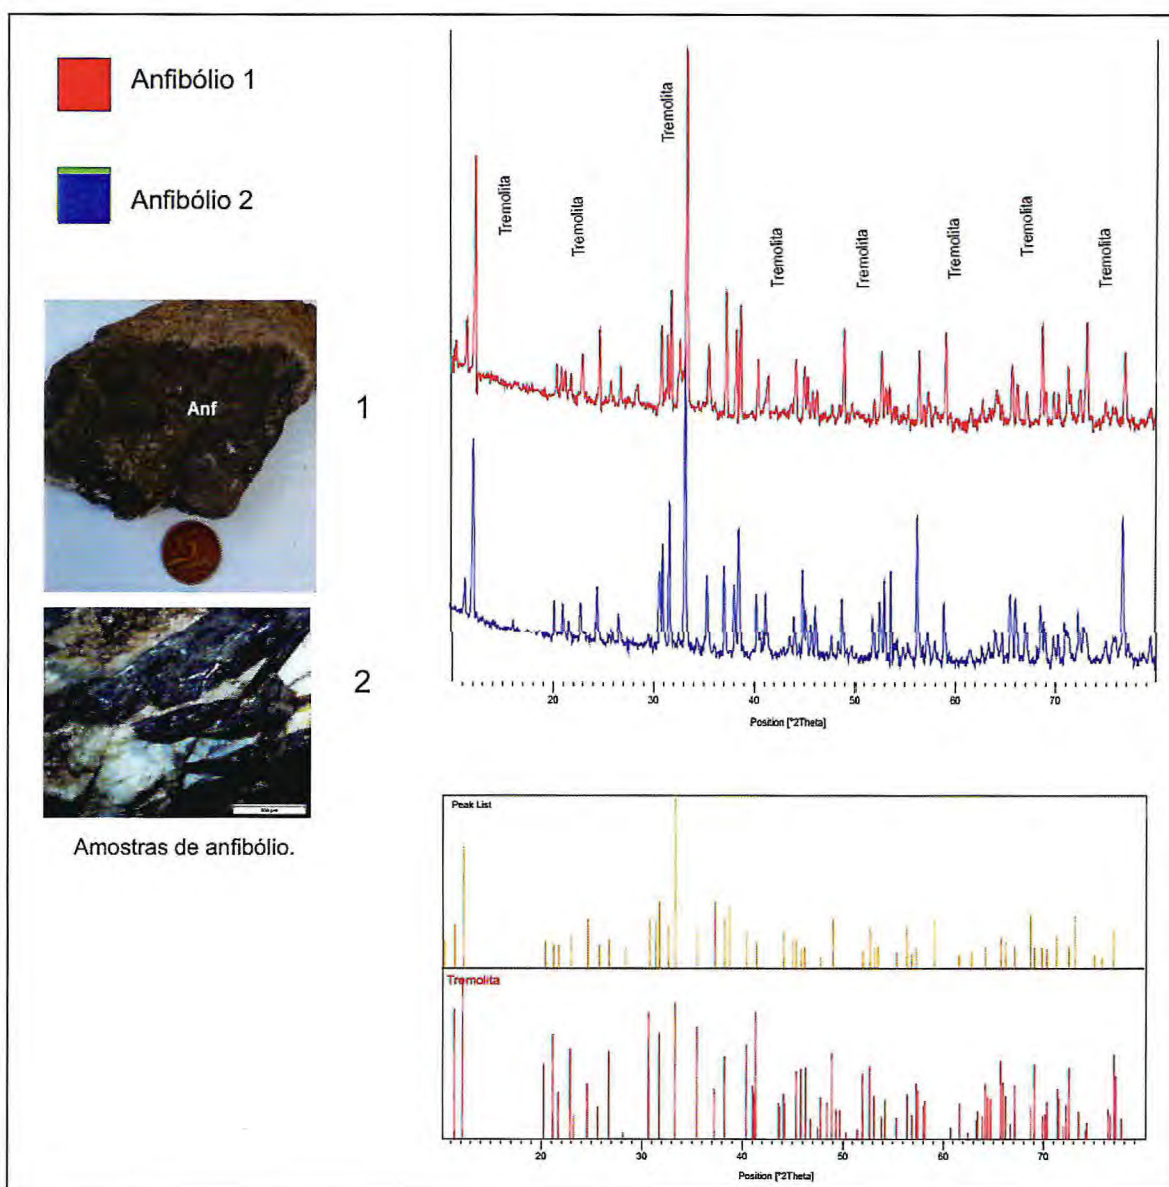 Anfibólio 1
Anfibólio 2
Anf
1
2
Amostras de anfibólio.
Tremolita
Tremolita
Tremolita
Tremolita
Tremolita
Tremolita
Tremolita
Tremolita
20 30 40 50 60 70
Position [°2Theta]
Peak List
Tremolita
20 30 40 50 60 70
Position [°2Theta]